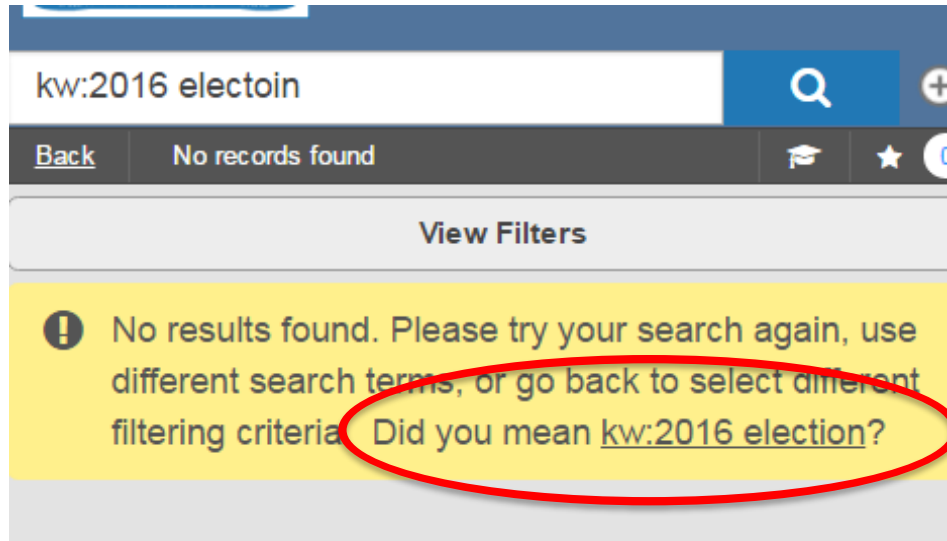 kw:2016 electoin
Back No records found
View Filters
No results found. Please try your search again, use
different search terms, or go back to select different
filtering criteria. Did you mean kw:2016 election?